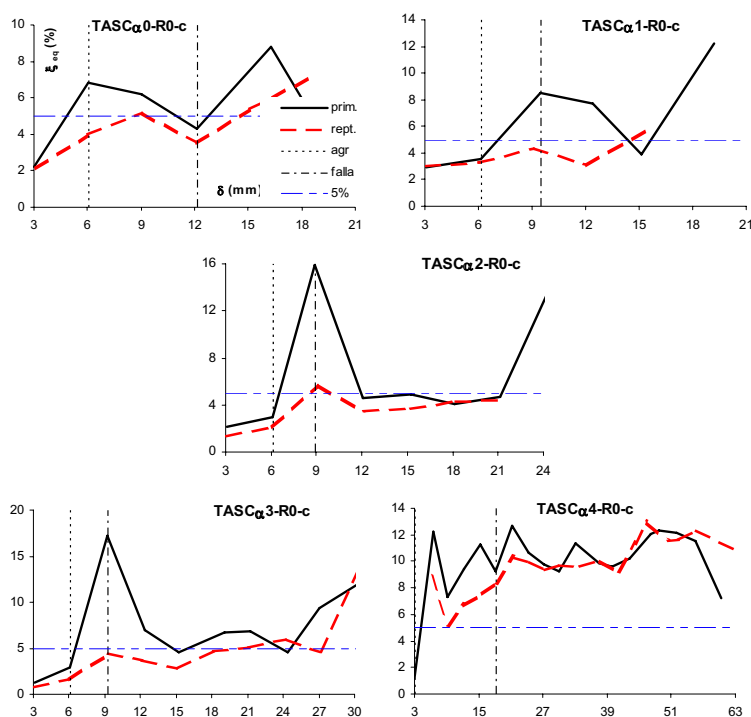 TASCα0-R0-c
ξ eq (%)
10
8
6
4
2
0
3 6 9 12 15 18 21
δ (mm)
prim.
rept.
agr
falla
5%
TASCα1-R0-c
14
12
10
8
6
4
2
0
3 6 9 12 15 18 21
TASCα2-R0-c
16
12
8
4
0
3 6 9 12 15 18 21 24
TASCα3-R0-c
20
15
10
5
0
3 6 9 12 15 18 21 24 27 30
TASCα4-R0-c
14
12
10
8
6
4
2
0
3 15 27 39 51 63